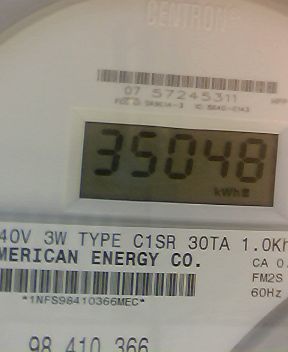 CENTRON
07 57245311
35048
kWh
40V 3W TYPE C1SR 30TA 1.0Kh
MERICAN ENERGY CO.
CA 0.
FM2S
*1NFS98410366MEC*
60Hz
98 410 366